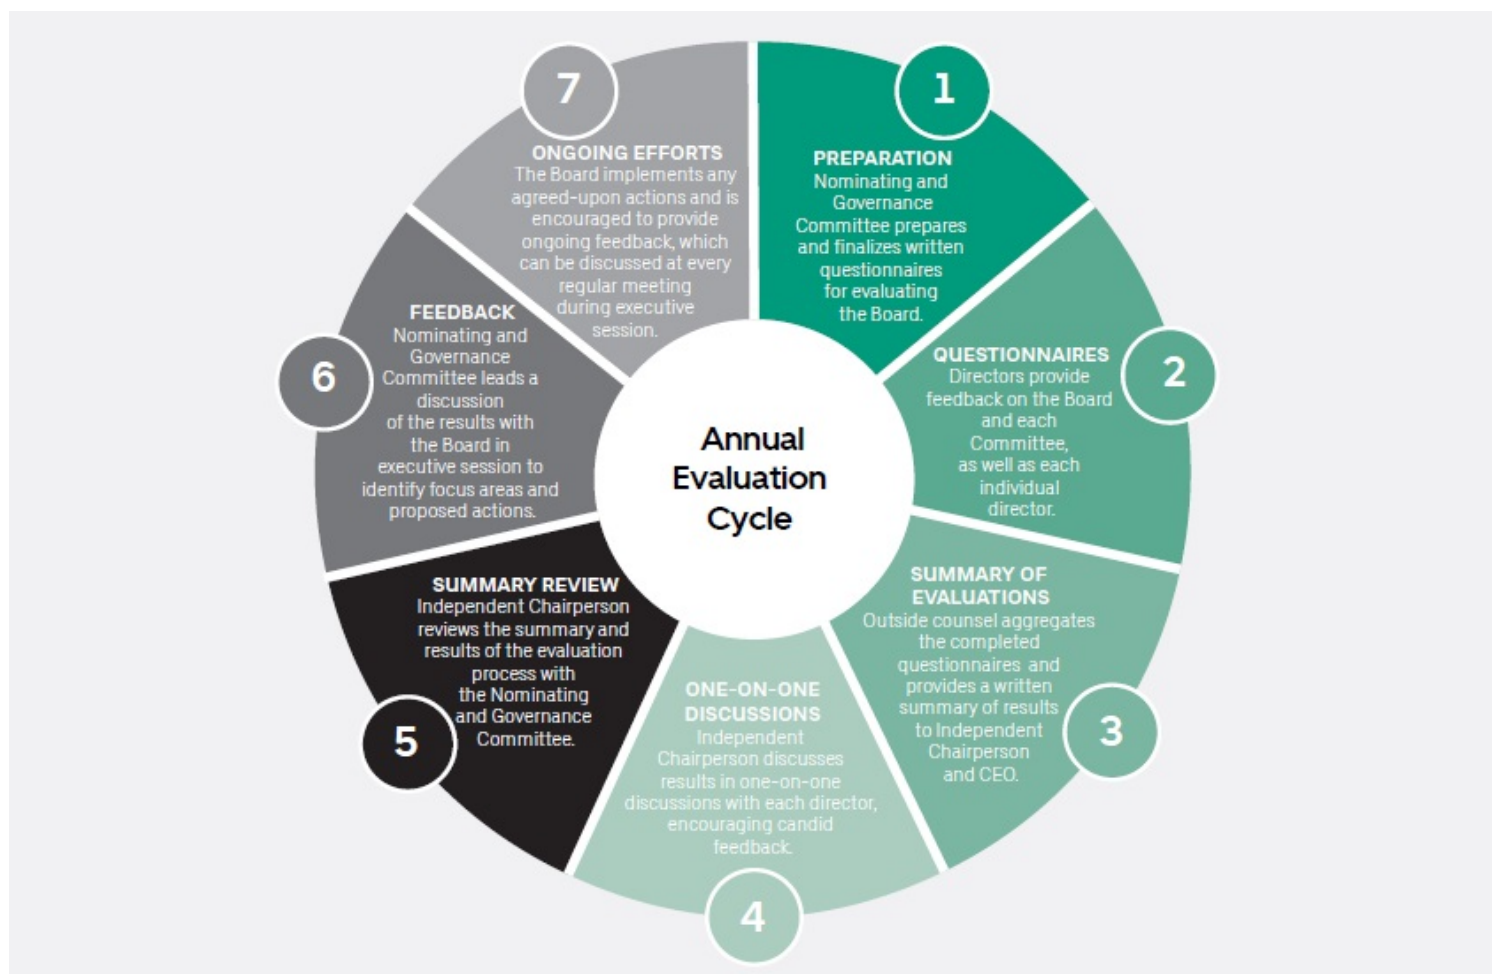 Annual
Evaluation
Cycle
1
PREPARATION
Nominating and
Governance
Committee prepares
and finalizes written
questionnaires
for evaluating
the Board.
2
QUESTIONNAIRES
Directors provide
feedback on the Board
and each
Committee,
as well as each
individual
director.
3
SUMMARY OF
EVALUATIONS
Outside counsel aggregates
the completed
questionnaires and
provides a written
summary of results
to Independent
Chairperson
and CEO.
4
ONE-ON-ONE
DISCUSSIONS
Independent
Chairperson discusses
results in one-on-one
discussions with each director,
encouraging candid
feedback.
5
SUMMARY REVIEW
Independent Chairperson
reviews the summary and
results of the evaluation
process with
the Nominating
and Governance
Committee.
6
FEEDBACK
Nominating and
Governance
Committee leads a
discussion
of the results with
the Board in
executive session to
identify focus areas and
proposed actions.
7
ONGOING EFFORTS
The Board implements any
agreed-upon actions and is
encouraged to provide
ongoing feedback, which
can be discussed at every
regular meeting
during executive
session.